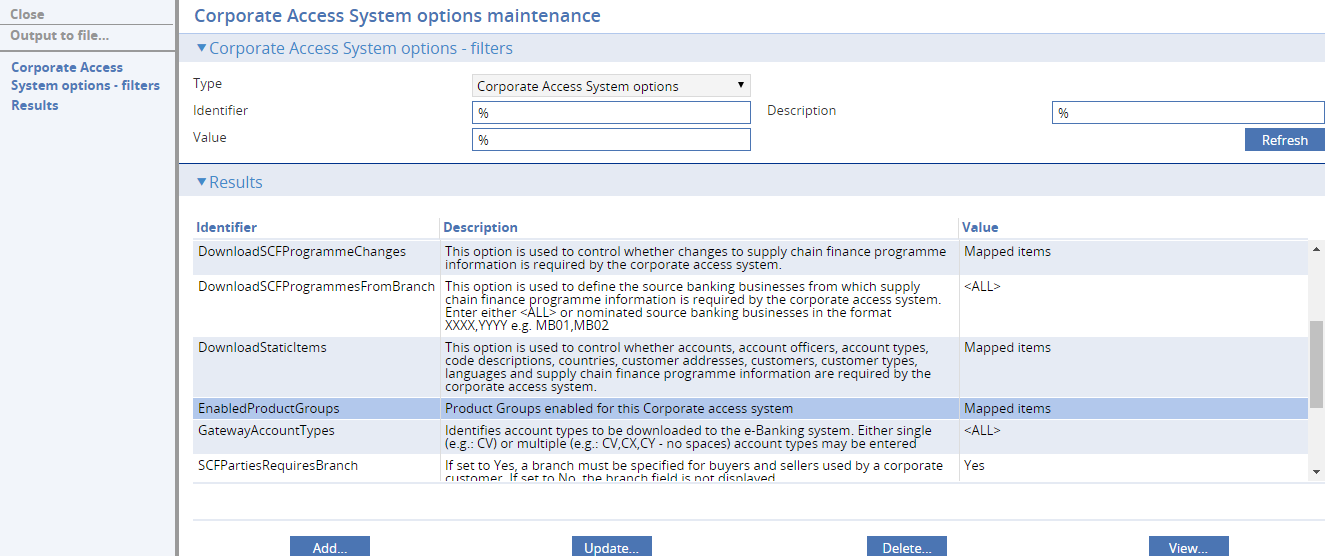 Close
Output to file...
Corporate Access
System options - filters
Results
Corporate Access System options maintenance
Corporate Access System options - filters
Type
Corporate Access System options
Identifier
%
Description
%
Value
%
Refresh
Results
Identifier
Description
Value
DownloadSCFProgrammeChanges
This option is used to control whether changes to supply chain finance programme
information is required by the corporate access system.
Mapped items
DownloadSCFProgrammesFromBranch
This option is used to define the source banking businesses from which supply
chain finance programme information is required by the corporate access system.
Enter either <ALL> or nominated source banking businesses in the format
XXXX,YYYY e.g. MB01,MB02
<ALL>
DownloadStaticItems
This option is used to control whether accounts, account officers, account types,
code descriptions, countries, customer addresses, customers, customer types,
languages and supply chain finance programme information are required by the
corporate access system.
Mapped items
EnabledProductGroups
Product Groups enabled for this Corporate access system
Mapped items
GatewayAccountTypes
Identifies account types to be downloaded to the e-Banking system. Either single
(e.g.: CV) or multiple (e.g.: CV,CX,CY - no spaces) account types may be entered
<ALL>
SCFPartiesRequiresBranch
If set to Yes, a branch must be specified for buyers and sellers used by a corporate
customer. If set to No, the branch field is not displayed
Yes
Add...
Update...
Delete...
View...